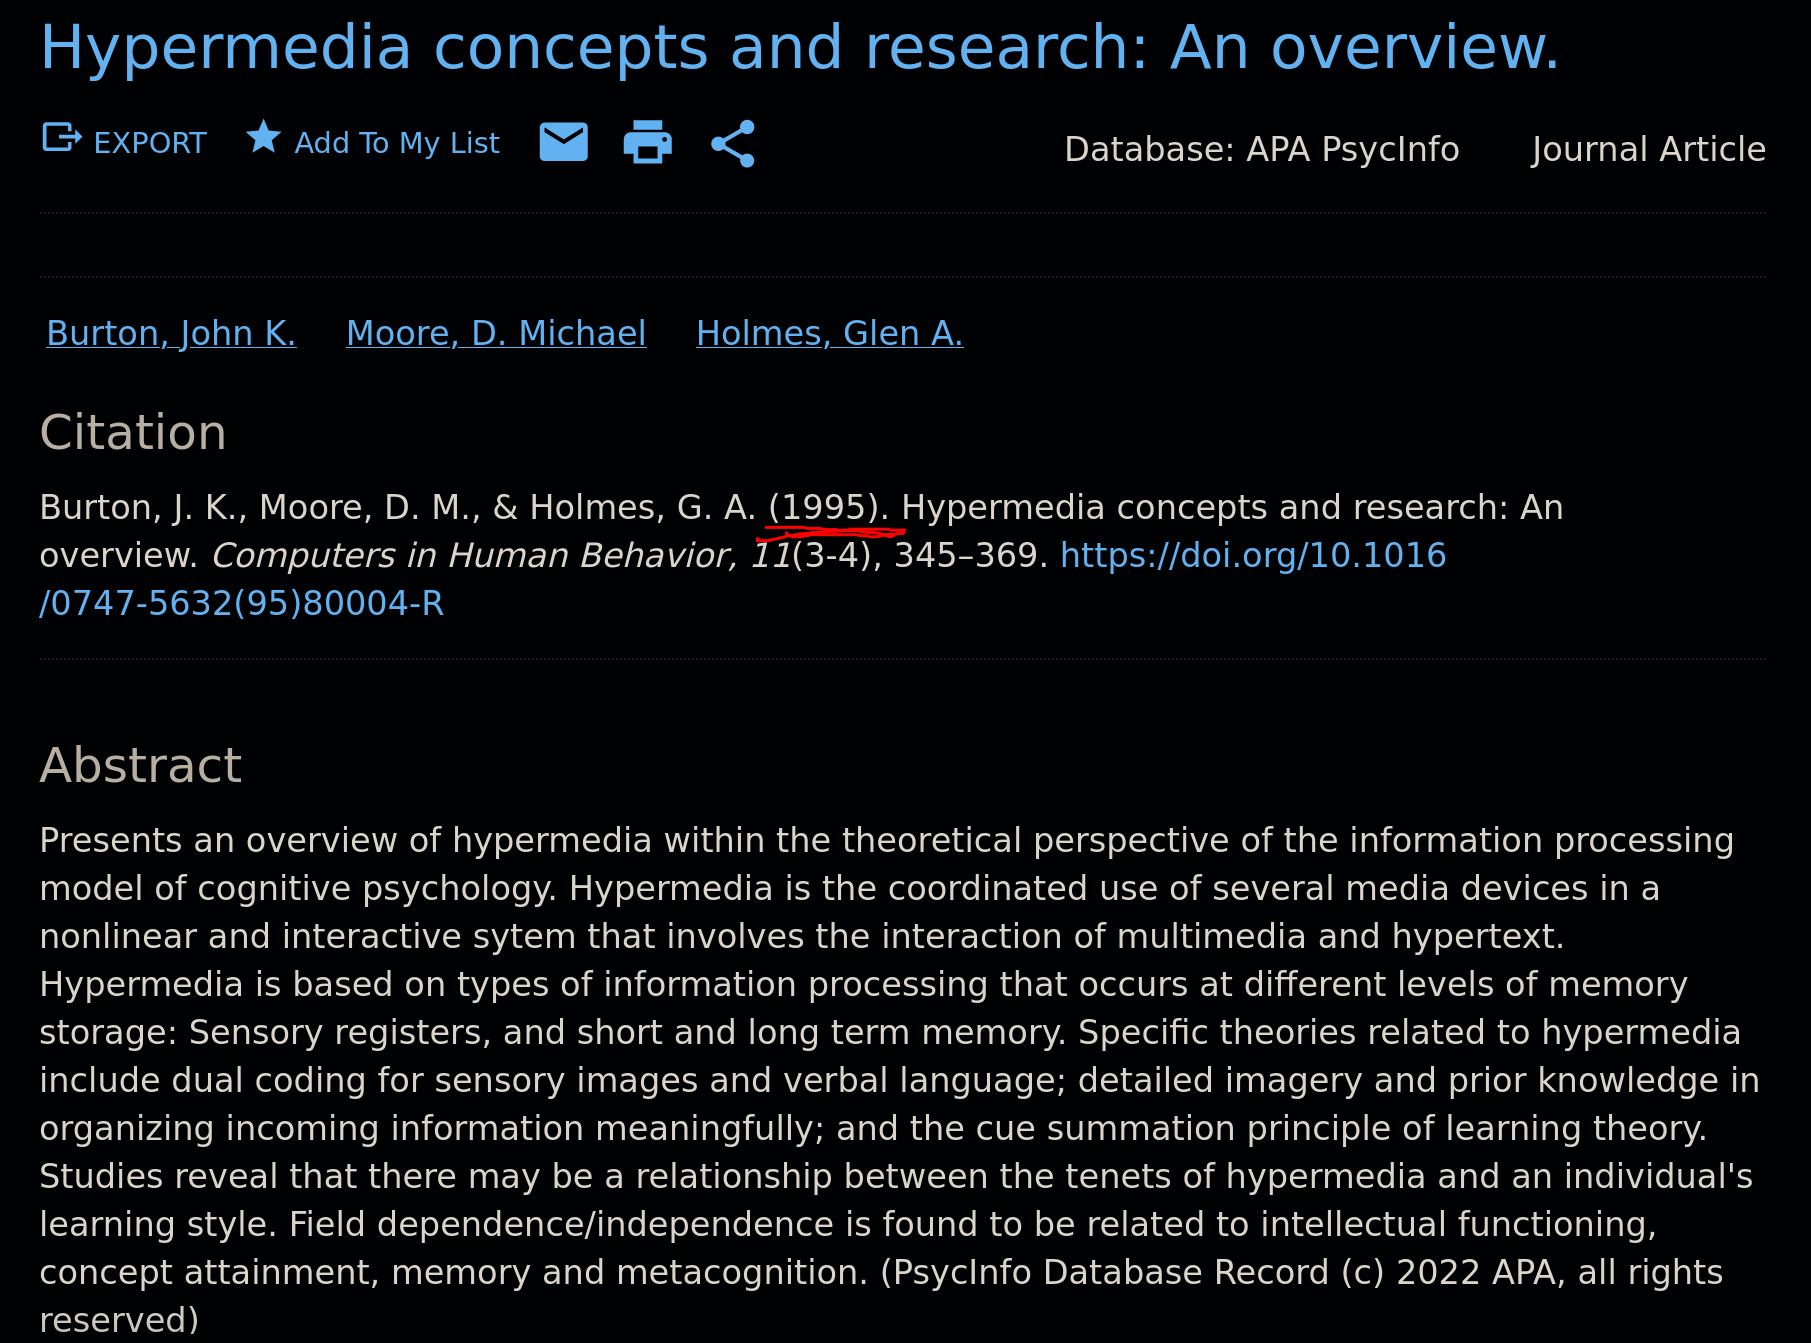 Hypermedia concepts and research: An overview.
EXPORT Add To My List Database: APA PsycInfo Journal Article
Burton, John K. Moore, D. Michael Holmes, Glen A.
Citation
Burton, J. K., Moore, D. M., & Holmes, G. A. (1995). Hypermedia concepts and research: An
overview. Computers in Human Behavior, 11(3-4), 345–369. https://doi.org/10.1016
/0747-5632(95)80004-R
Abstract
Presents an overview of hypermedia within the theoretical perspective of the information processing
model of cognitive psychology. Hypermedia is the coordinated use of several media devices in a
nonlinear and interactive sytem that involves the interaction of multimedia and hypertext.
Hypermedia is based on types of information processing that occurs at different levels of memory
storage: Sensory registers, and short and long term memory. Specific theories related to hypermedia
include dual coding for sensory images and verbal language; detailed imagery and prior knowledge in
organizing incoming information meaningfully; and the cue summation principle of learning theory.
Studies reveal that there may be a relationship between the tenets of hypermedia and an individual's
learning style. Field dependence/independence is found to be related to intellectual functioning,
concept attainment, memory and metacognition. (PsycInfo Database Record (c) 2022 APA, all rights
reserved)